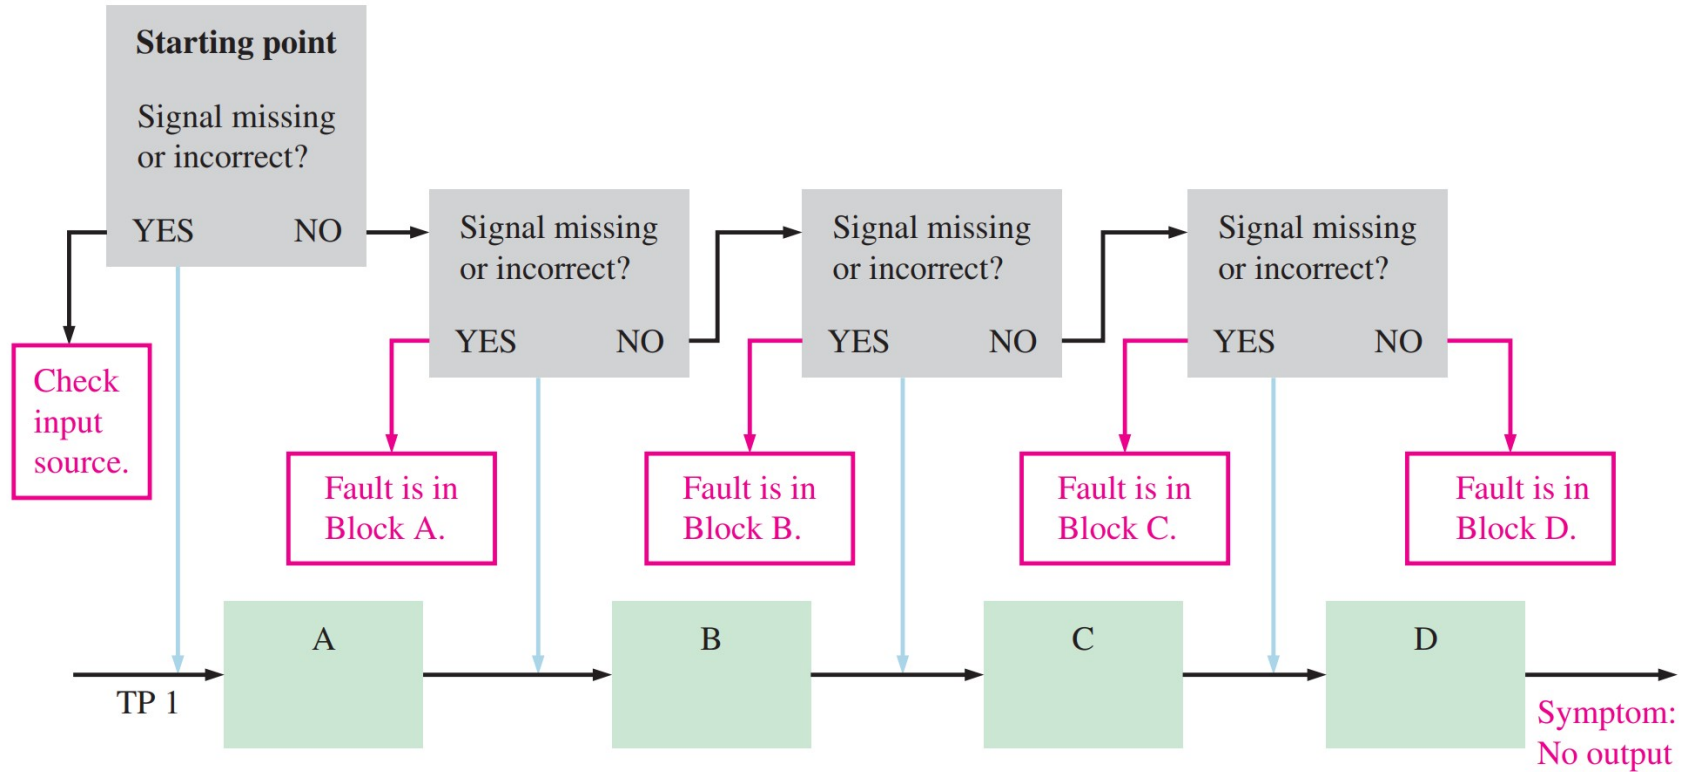 Starting point
Signal missing
or incorrect?
YES NO
Signal missing
or incorrect?
YES NO
Signal missing
or incorrect?
YES NO
Signal missing
or incorrect?
YES NO
Check
input
source.
Fault is in
Block A.
Fault is in
Block B.
Fault is in
Block C.
Fault is in
Block D.
A
B
C
D
TP 1
Symptom:
No output